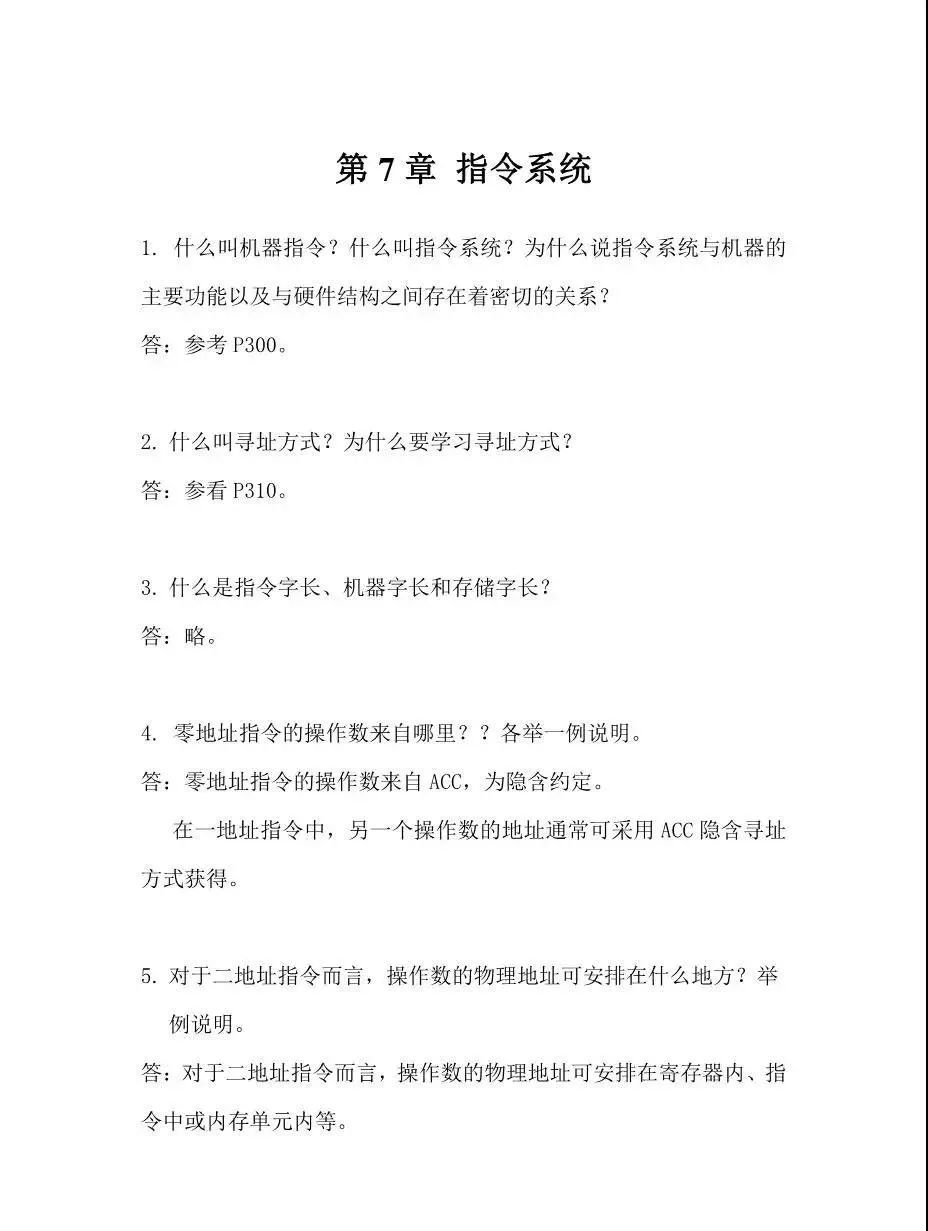 第 7 章 指令系统
1. 什么叫机器指令？什么叫指令系统？为什么说指令系统与机器的
主要功能以及与硬件结构之间存在着密切的关系？
答：参考 P300。
2. 什么叫寻址方式？为什么要学习寻址方式？
答：参看 P310。
3. 什么是指令字长、机器字长和存储字长？
答：略。
4. 零地址指令的操作数来自哪里？？各举一例说明。
答：零地址指令的操作数来自 ACC，为隐含约定。
在一地址指令中，另一个操作数的地址通常可采用 ACC 隐含寻址
方式获得。
5. 对于二地址指令而言，操作数的物理地址可安排在什么地方？举
例说明。
答：对于二地址指令而言，操作数的物理地址可安排在寄存器内、指
令中或内存单元内等。